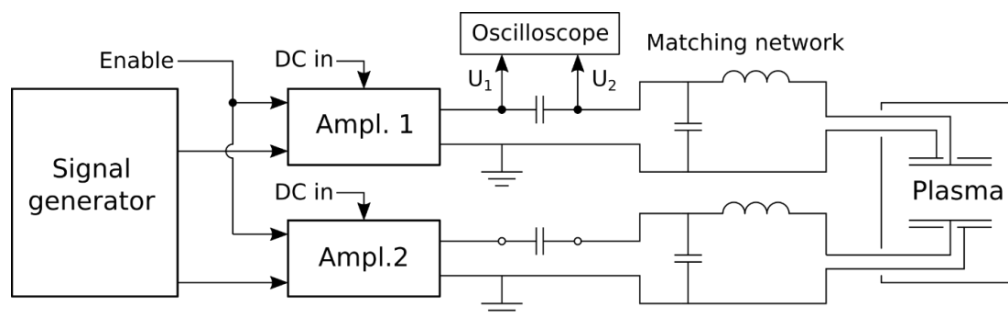 Oscilloscope
Matching network
Enable
DC in
U1
U2
Ampl. 1
Signal
generator
DC in
Plasma
Ampl.2